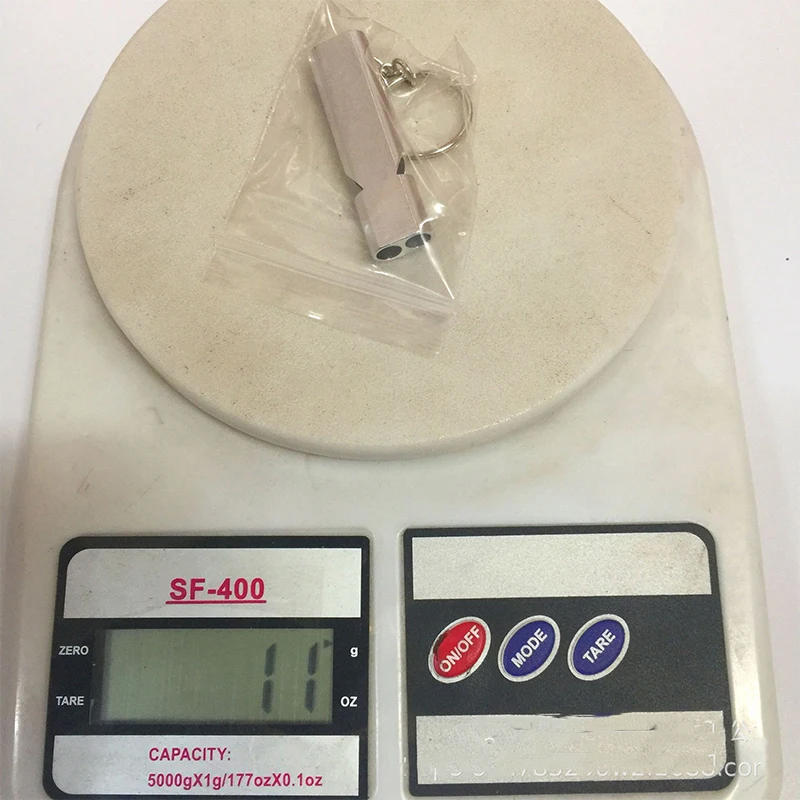 SF-400
ZERO
g
11
TARE
OZ
CAPACITY:
5000gX1g/177ozX0.1oz
ON/OFF
MODE
TARE